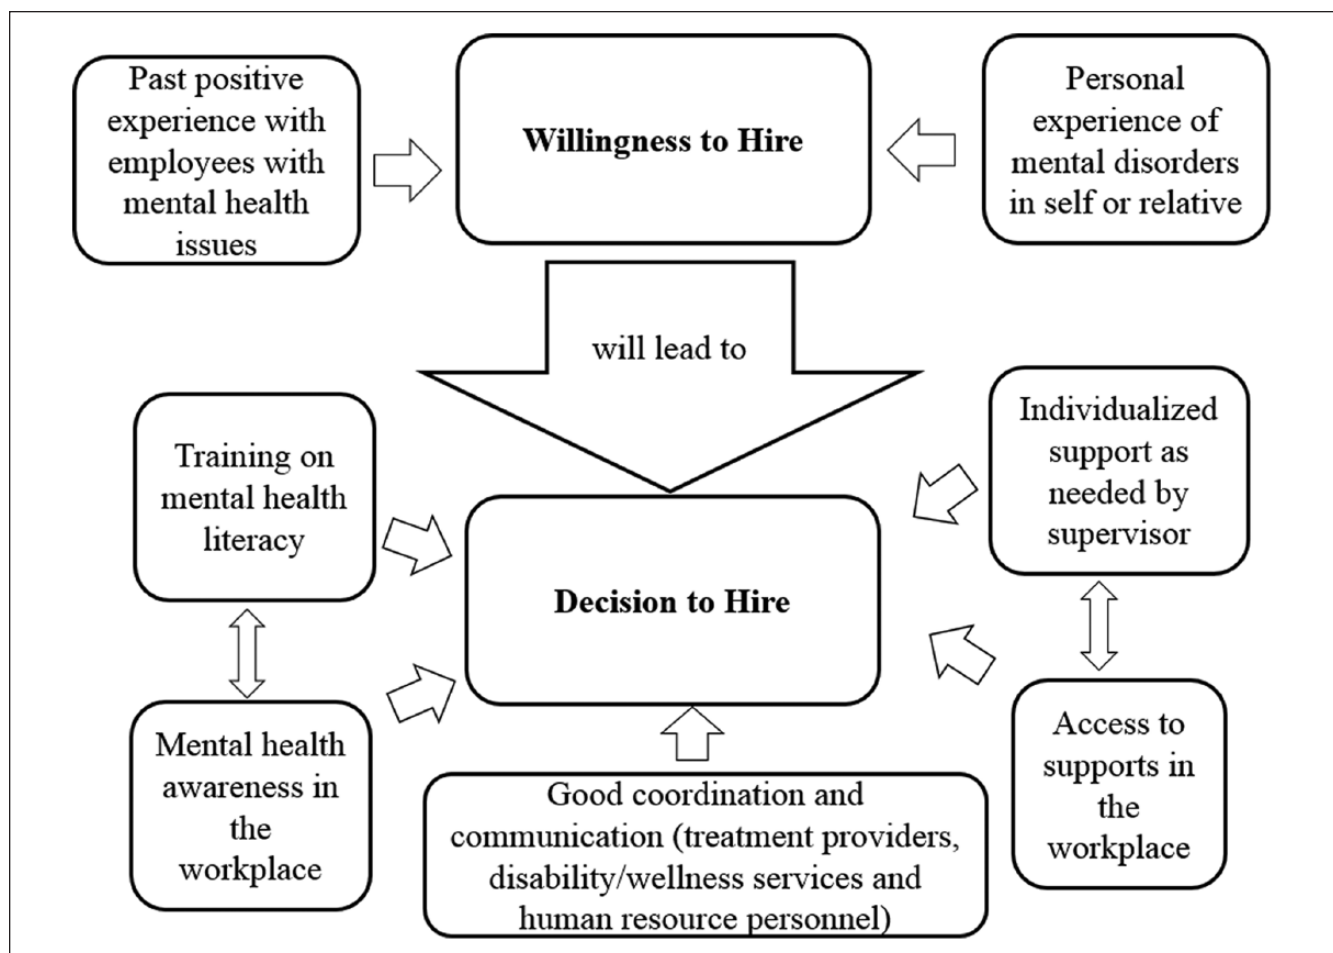 Past positive
experience with
employees with
mental health
issues
Willingness to Hire
Personal
experience of
mental disorders
in self or relative
will lead to
Training on
mental health
literacy
Individualized
support as
needed by
supervisor
Decision to Hire
Mental health
awareness in
the
workplace
Good coordination and
communication (treatment providers,
disability/wellness services and
human resource personnel)
Access to
supports in
the
workplace